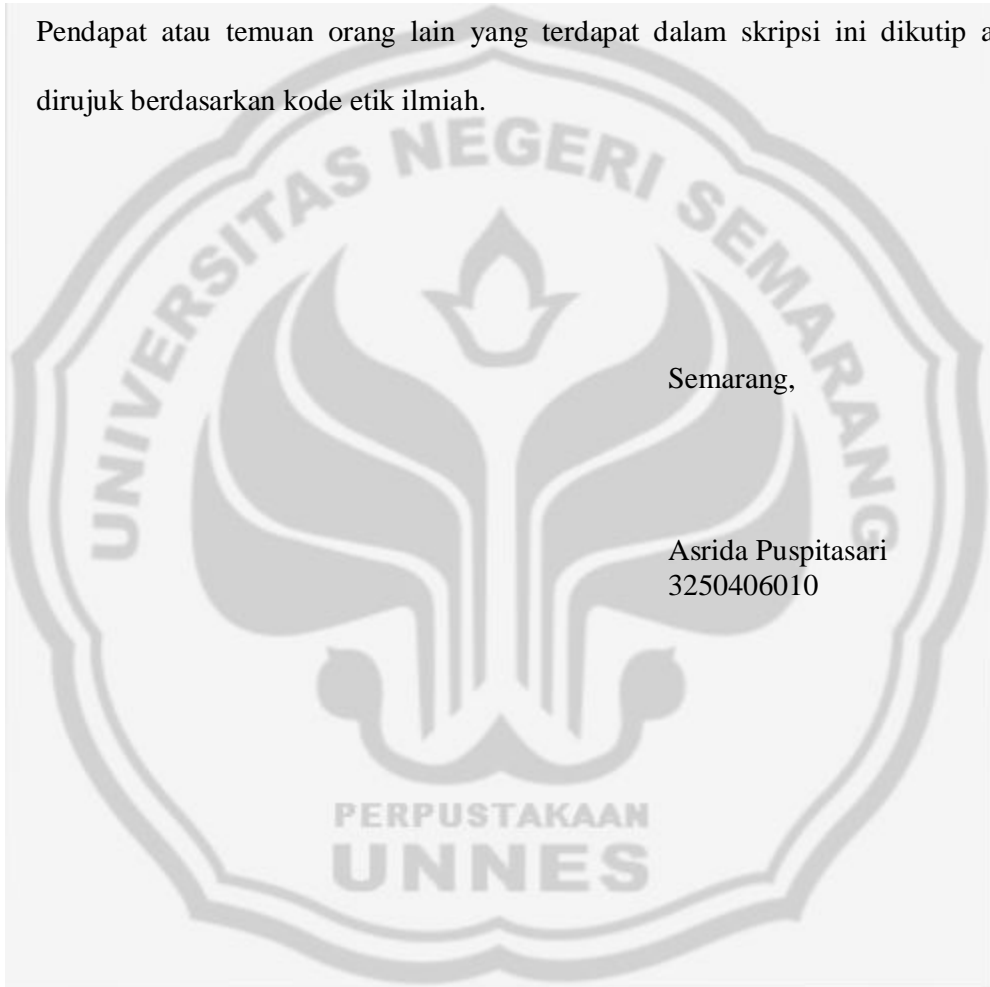 Pendapat atau temuan orang lain yang terdapat dalam skripsi ini dikutip
dirujuk berdasarkan kode etik ilmiah.
UNIVERSITAS NEGERI SEMARANG
Semarang,
Asrida Puspitasari
3250406010
PERPUSTAKAAN
UNNES